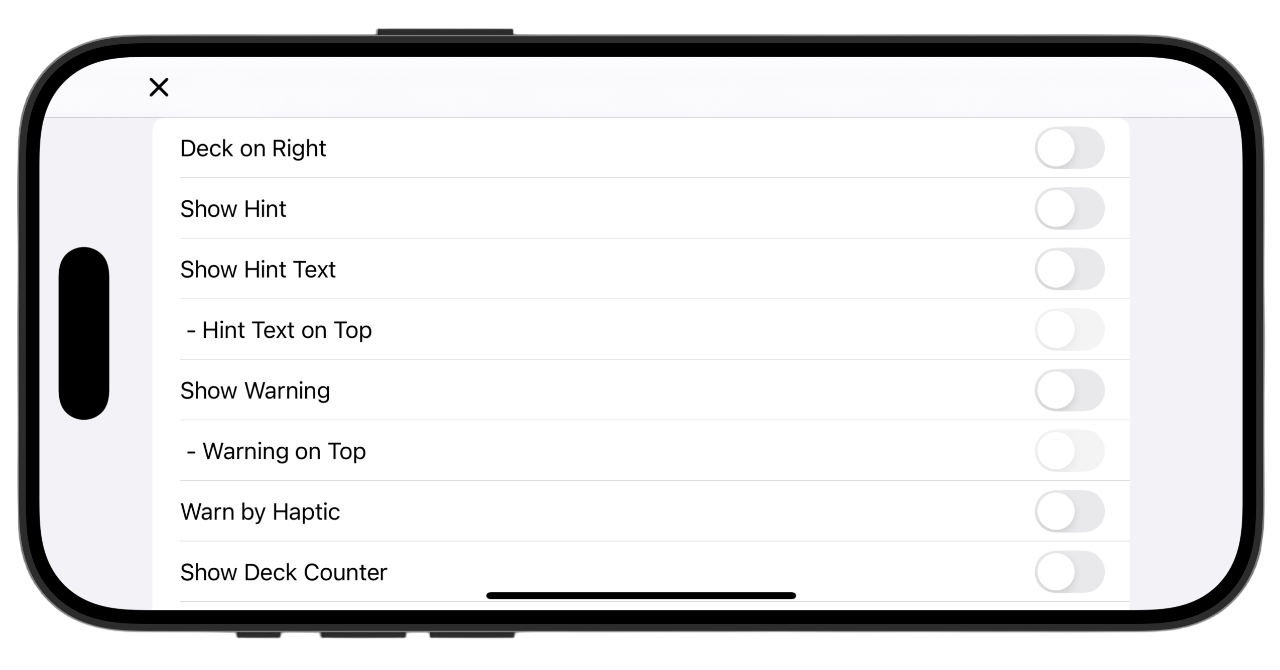 Deck on Right
Show Hint
Show Hint Text
- Hint Text on Top
Show Warning
- Warning on Top
Warn by Haptic
Show Deck Counter